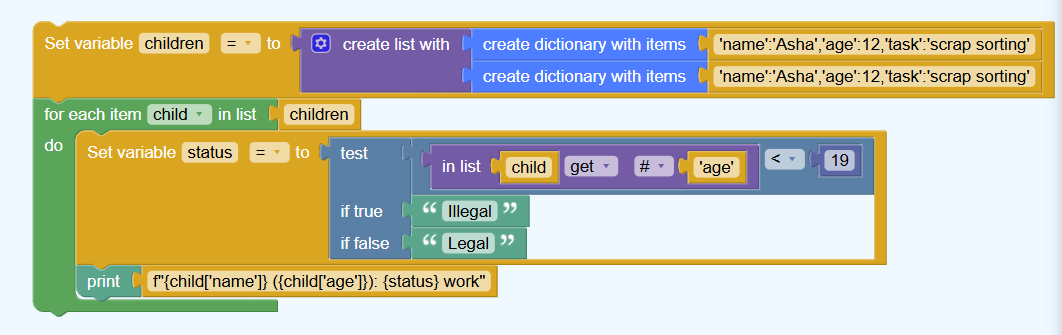 Set variable children = to create list with create dictionary with items 'name':'Asha','age':12,'task':'scrap sorting'
create dictionary with items 'name':'Asha','age':12,'task':'scrap sorting'
for each item child in list children
do Set variable status = to test in list child get # 'age' < 19
if true “ Illegal ”
if false “ Legal ”
print f"{child['name']} ({child['age']}): {status} work"